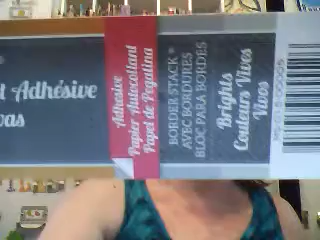 Adhésive
vas
Adhesive
Papier Autocollant
Papel de Pegatina
BORDER STACK
AVEC BORDURES
BLOC PARA BORDES
Brights
Couleurs Vives
Vivos